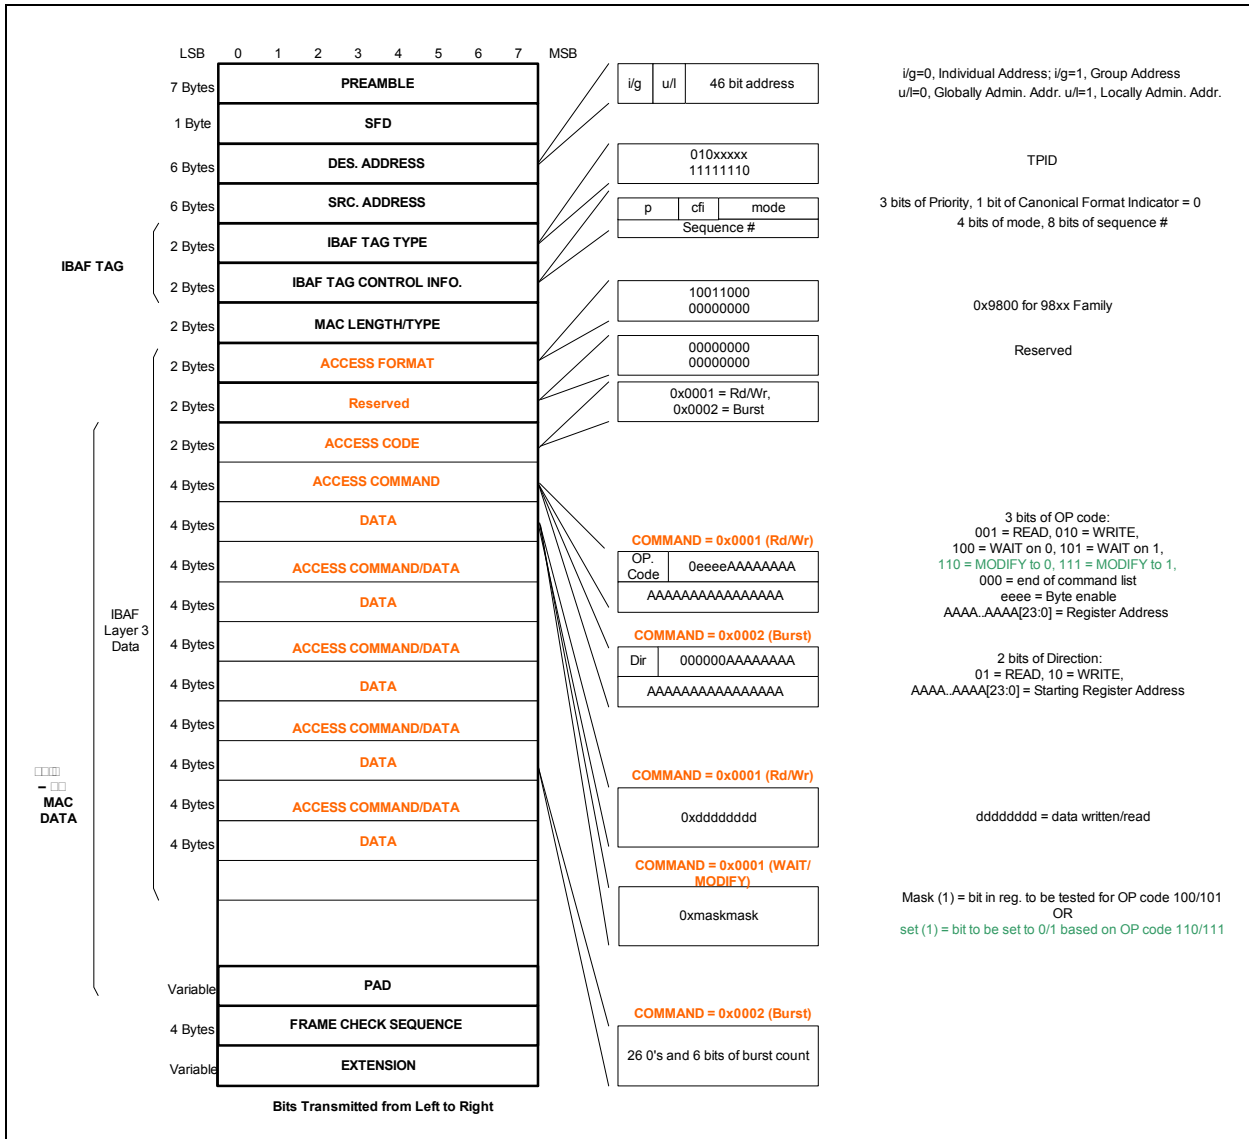 LSB 0 1 2 3 4 5 6 7 MSB
7 Bytes PREAMBLE
i/g u/l 46 bit address
i/g=0, Individual Address; i/g=1, Group Address
u/l=0, Globally Admin. Addr. u/l=1, Locally Admin. Addr.
1 Byte SFD
6 Bytes DES. ADDRESS
010xxxxx
11111110
TPID
6 Bytes SRC. ADDRESS
p cfi mode
Sequence #
3 bits of Priority, 1 bit of Canonical Format Indicator = 0
4 bits of mode, 8 bits of sequence #
IBAF TAG
2 Bytes IBAF TAG TYPE
2 Bytes IBAF TAG CONTROL INFO.
10011000
00000000
0x9800 for 98xx Family
2 Bytes MAC LENGTH/TYPE
2 Bytes ACCESS FORMAT
00000000
00000000
Reserved
2 Bytes Reserved
0x0001 = Rd/Wr,
0x0002 = Burst
2 Bytes ACCESS CODE
4 Bytes ACCESS COMMAND
4 Bytes DATA
COMMAND = 0x0001 (Rd/Wr)
OP.
Code
0eeeeAAAAAAAA
AAAAAAAAAAAAAAAA
3 bits of OP code:
001 = READ, 010 = WRITE,
100 = WAIT on 0, 101 = WAIT on 1,
110 = MODIFY to 0, 111 = MODIFY to 1,
000 = end of command list
eeee = Byte enable
AAAA..AAAA[23:0] = Register Address
4 Bytes ACCESS COMMAND/DATA
4 Bytes DATA
IBAF
Layer 3
Data
4 Bytes ACCESS COMMAND/DATA
COMMAND = 0x0002 (Burst)
Dir 000000AAAAAAAA
AAAAAAAAAAAAAAAA
2 bits of Direction:
01 = READ, 10 = WRITE,
AAAA..AAAA[23:0] = Starting Register Address
4 Bytes DATA
4 Bytes ACCESS COMMAND/DATA
4 Bytes DATA
COMMAND = 0x0001 (Rd/Wr)
0xdddddddd
dddddddd = data written/read
–
MAC
DATA
4 Bytes ACCESS COMMAND/DATA
4 Bytes DATA
COMMAND = 0x0001 (WAIT/
MODIFY)
0xmaskmask
Mask (1) = bit in reg. to be tested for OP code 100/101
OR
set (1) = bit to be set to 0/1 based on OP code 110/111
Variable PAD
4 Bytes FRAME CHECK SEQUENCE
COMMAND = 0x0002 (Burst)
26 0's and 6 bits of burst count
Variable EXTENSION
Bits Transmitted from Left to Right